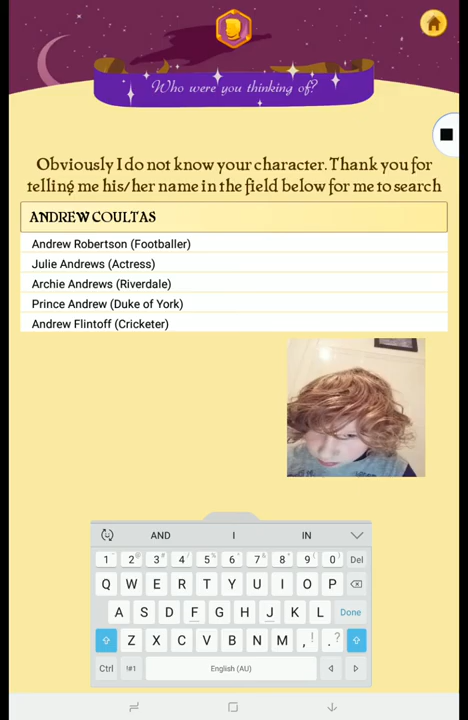 Who were you thinking of?
Obviously I do not know your character. Thank you for
telling me his/her name in the field below for me to search
ANDREW COULTAS
Andrew Robertson (Footballer)
Julie Andrews (Actress)
Archie Andrews (Riverdale)
Prince Andrew (Duke of York)
Andrew Flintoff (Cricketer)
AND I IN
1 2 3 4 5 6 7 8 9 0 Del
Q W E R T Y U I O P
A S D F G H J K L Done
Z X C V B N M , ! . ?
Ctrl !#1 English (AU)